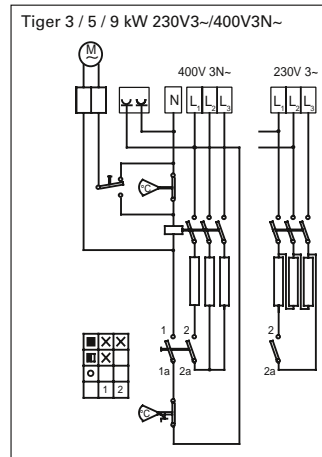 Tiger 3 / 5 / 9 kW 230V3~/400V3N~
M
~
400V 3N~
230V 3~
N
L1
L2
L3
L1
L2
L3
°C
1
2
2
1a
2a
2a
1
2
°C